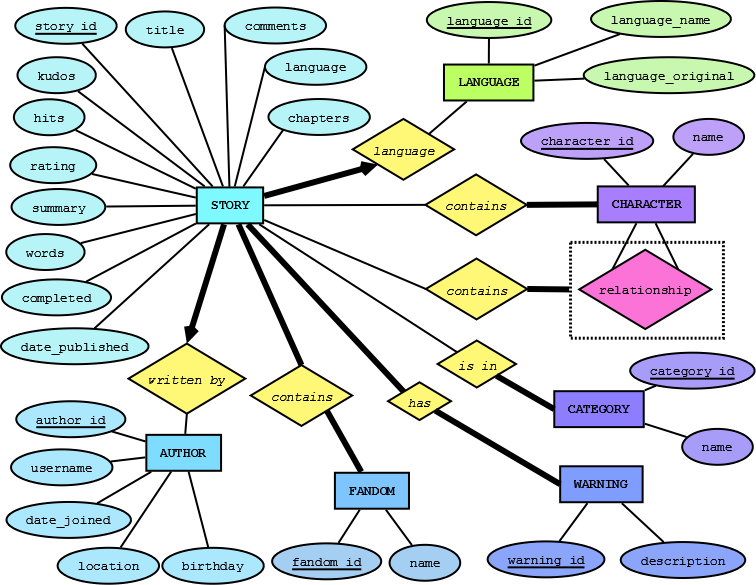 story_id
title
comments
language_id
language_name
kudos
language
LANGUAGE
language_original
hits
chapters
language
character_id
name
rating
STORY
contains
CHARACTER
summary
words
completed
contains
relationship
date_published
written by
contains
is in
category_id
has
CATEGORY
name
author_id
AUTHOR
username
FANDOM
WARNING
date_joined
location
birthday
fandom_id
name
warning_id
description